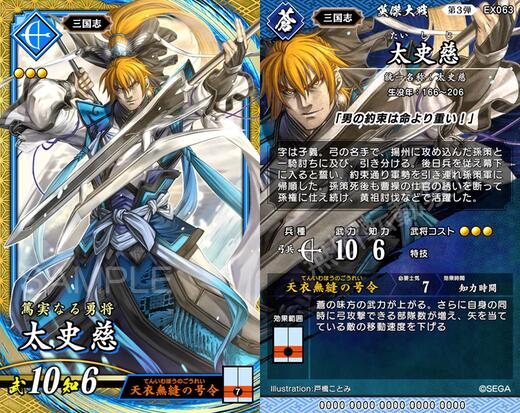 三国志
SAMPLE
篤実なる勇将
太史慈
武10知6
てんいむほうのごうれい
天衣無縫の号令
7
蒼
三国志
英傑大戦
第3弾
EX063
たいしじ
太史慈
統一名称:太史慈
生没年:166~206
「男の約束は命より重い!」
字は子義。弓の名手で、揚州に攻め込んだ孫策と
一騎討ちに及び、引き分ける。後日兵を従え幕下
に入ると誓い、約束通り軍勢を引き連れ孫策軍に
帰順した。孫策死後も曹操の仕官の誘いを断って
孫権に仕え続け、黄祖討伐などで活躍した。
兵種 武力 知力 武将コスト
弓兵 10 6 特技
てんいむほうのごうれい 必要士気 効果時間
天衣無縫の号令 7 知力時間
効果範囲
蒼の味方の武力が上がる。さらに自身の同
時に弓攻撃できる部隊数が増え、矢を当て
ている敵の移動速度を下げる
Illustration:戸橋ことみ
©SEGA
0000 0000 0000 0000 0000